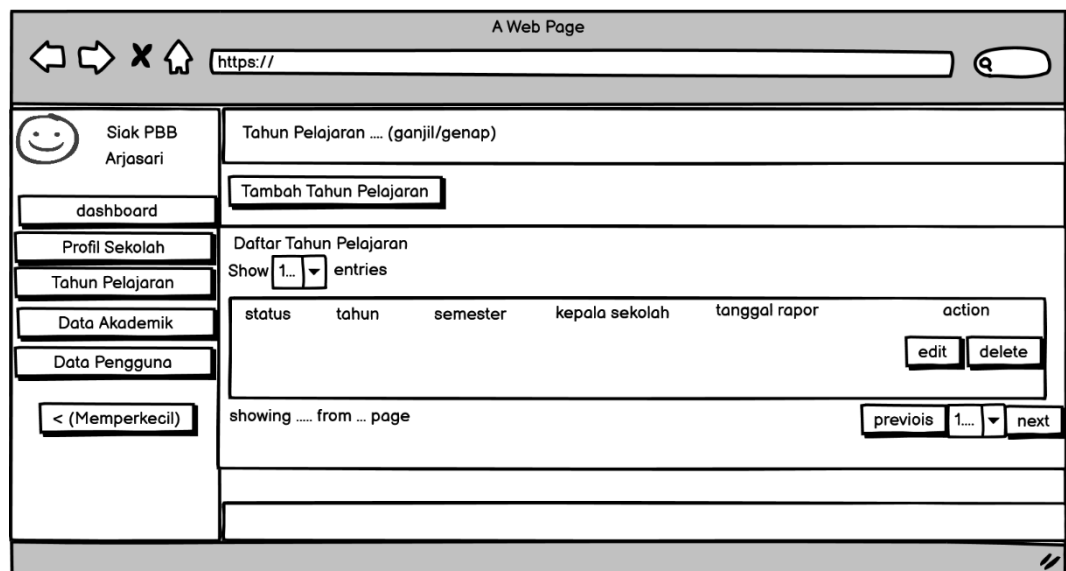 A Web Page
https://
Siak PBB
Arjasari
Tahun Pelajaran .... (ganjil/genap)
Tambah Tahun Pelajaran
dashboard
Profil Sekolah
Tahun Pelajaran
Data Akademik
Data Pengguna
< (Memperkecil)
Daftar Tahun Pelajaran
Show 1... entries
status tahun semester kepala sekolah tanggal rapor action
edit delete
showing ..... from ... page
previois 1.... next